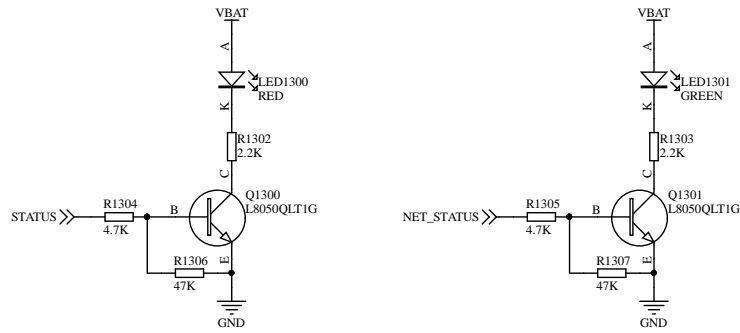 VBAT
A
LED1300
RED
K
R1302
2.2K
C
Q1300
L8050QLT1G
STATUS
R1304
4.7K
B
E
R1306
47K
GND
VBAT
A
LED1301
GREEN
K
R1303
2.2K
C
Q1301
L8050QLT1G
NET_STATUS
R1305
4.7K
B
E
R1307
47K
GND